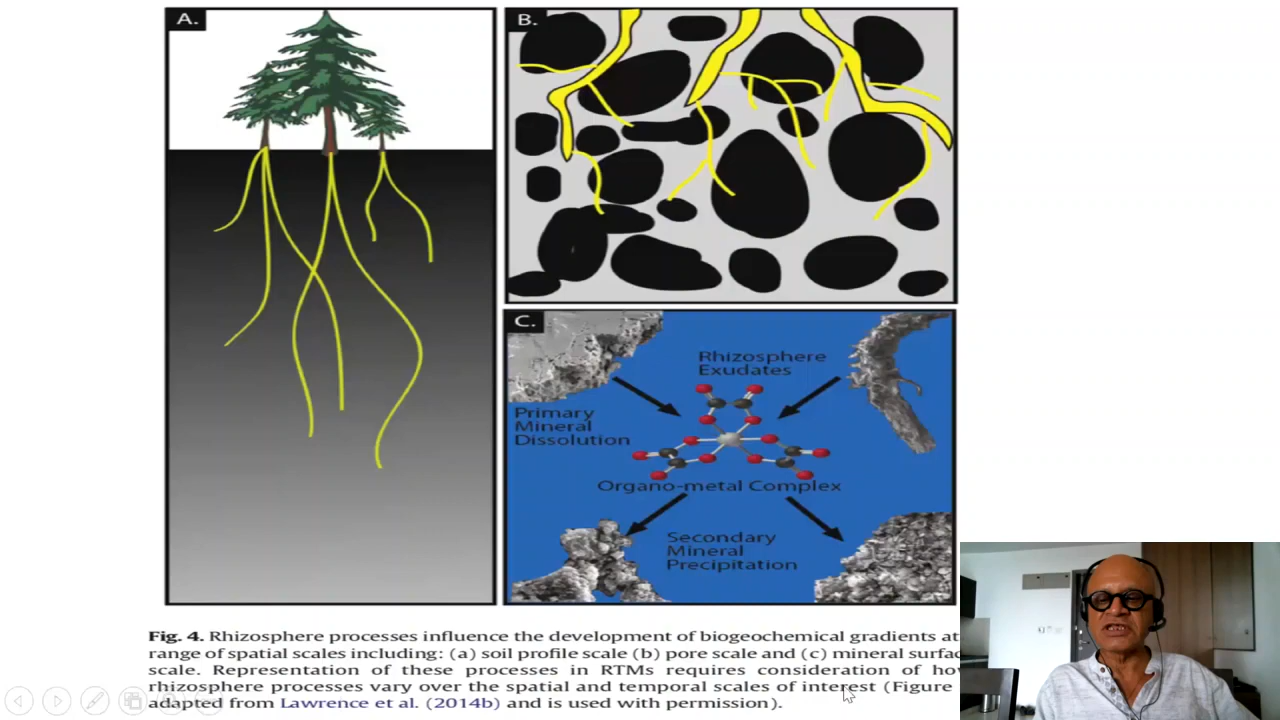 A.
B.
C.
Rhizosphere
Exudates
Primary
Mineral
Dissolution
Organo-metal Complex
Secondary
Mineral
Precipitation
Fig. 4. Rhizosphere processes influence the development of biogeochemical gradients at
range of spatial scales including: (a) soil profile scale (b) pore scale and (c) mineral surfac
scale. Representation of these processes in RTMs requires consideration of ho
rhizosphere processes vary over the spatial and temporal scales of interest (Figure
adapted from Lawrence et al. (2014b) and is used with permission).